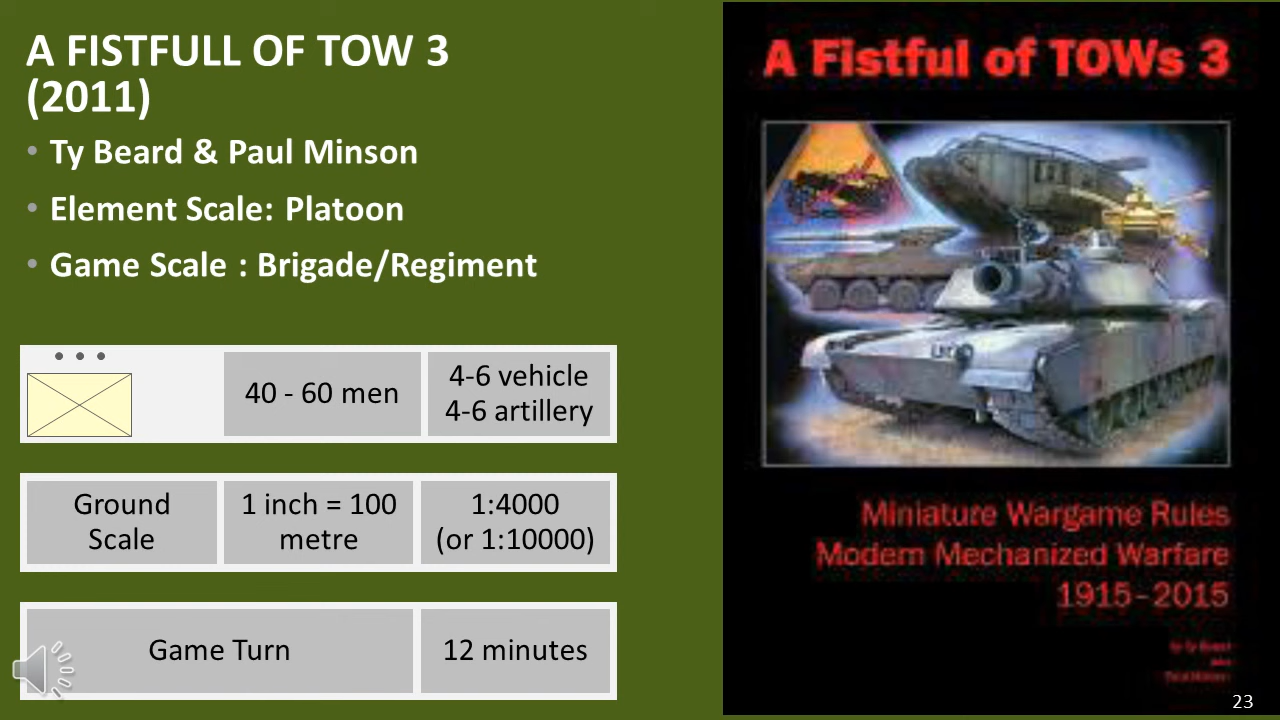 A FISTFULL OF TOW 3
(2011)
• Ty Beard & Paul Minson
• Element Scale: Platoon
• Game Scale : Brigade/Regiment
40 - 60 men
4-6 vehicle
4-6 artillery
Ground
Scale
1 inch = 100
metre
1:4000
(or 1:10000)
Game Turn
12 minutes
A Fistful of TOWs 3
Miniature Wargame Rules
Modern Mechanized Warfare
1915-2015
23